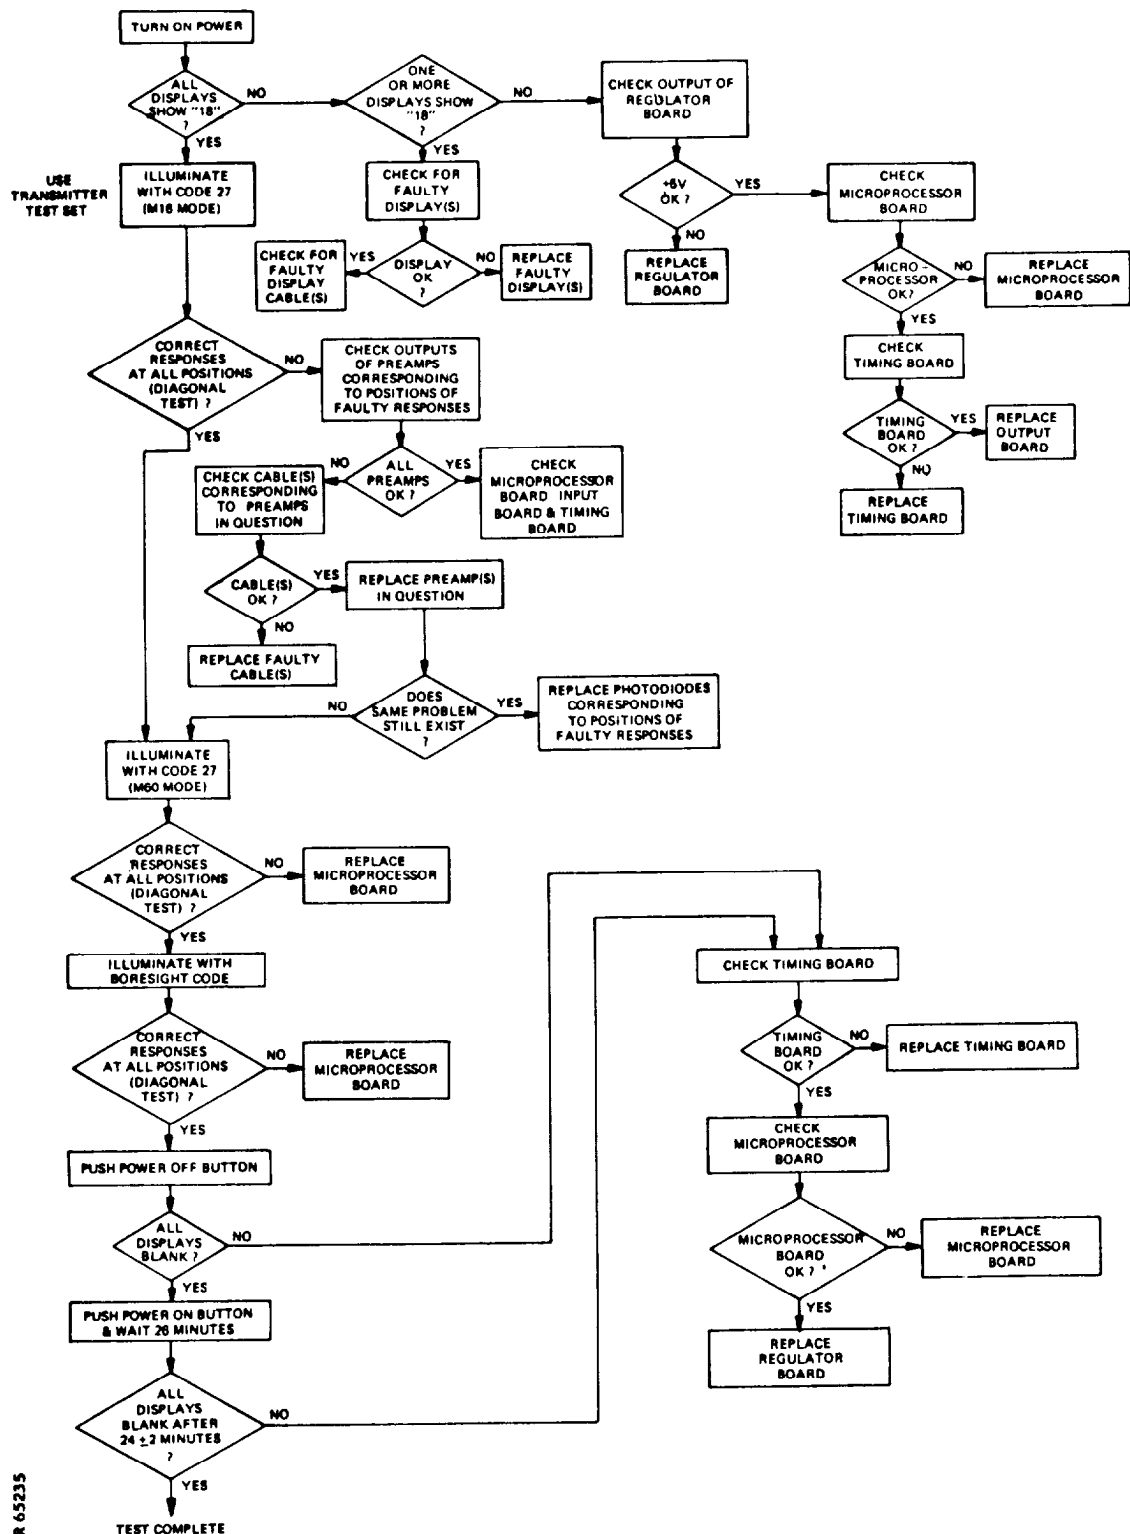 TURN ON POWER
ALL
DISPLAYS
SHOW "18"
?
NO
YES
ONE
OR MORE
DISPLAYS SHOW
"18"
?
NO
YES
CHECK OUTPUT OF
REGULATOR
BOARD
USE
TRANSMITTER
TEST SET
ILLUMINATE
WITH CODE 27
(M16 MODE)
CHECK FOR
FAULTY
DISPLAY(S)
+5V
OK ?
YES
NO
CHECK
MICROPROCESSOR
BOARD
CHECK FOR
FAULTY
DISPLAY
CABLE(S)
YES
DISPLAY
OK
?
NO
REPLACE
FAULTY
DISPLAY(S)
REPLACE
REGULATOR
BOARD
MICRO-
PROCESSOR
OK?
NO
YES
REPLACE
MICROPROCESSOR
BOARD
CHECK
TIMING BOARD
TIMING
BOARD
OK ?
YES
NO
REPLACE
OUTPUT
BOARD
REPLACE
TIMING BOARD
CORRECT
RESPONSES
AT ALL POSITIONS
(DIAGONAL
TEST) ?
NO
YES
CHECK OUTPUTS
OF PREAMPS
CORRESPONDING
TO POSITIONS OF
FAULTY RESPONSES
NO
ALL
PREAMPS
OK ?
YES
CHECK CABLE(S)
CORRESPONDING
TO PREAMPS
IN QUESTION
CHECK
MICROPROCESSOR
BOARD INPUT
BOARD & TIMING
BOARD
CABLE(S)
OK ?
YES
NO
REPLACE PREAMP(S)
IN QUESTION
REPLACE FAULTY
CABLE(S)
NO
DOES
SAME PROBLEM
STILL EXIST
?
YES
REPLACE PHOTODIODES
CORRESPONDING
TO POSITIONS OF
FAULTY RESPONSES
ILLUMINATE
WITH CODE 27
(M60 MODE)
CORRECT
RESPONSES
AT ALL POSITIONS
(DIAGONAL
TEST) ?
NO
YES
REPLACE
MICROPROCESSOR
BOARD
ILLUMINATE WITH
BORESIGHT CODE
CORRECT
RESPONSES
AT ALL POSITIONS
(DIAGONAL
TEST) ?
NO
YES
REPLACE
MICROPROCESSOR
BOARD
PUSH POWER OFF BUTTON
ALL
DISPLAYS
BLANK ?
NO
YES
PUSH POWER ON BUTTON
& WAIT 26 MINUTES
ALL
DISPLAYS
BLANK AFTER
24 ±2 MINUTES
?
NO
YES
TEST COMPLETE
CHECK TIMING BOARD
TIMING
BOARD
OK ?
NO
YES
REPLACE TIMING BOARD
CHECK
MICROPROCESSOR
BOARD
MICROPROCESSOR
BOARD
OK ?
NO
YES
REPLACE
MICROPROCESSOR
BOARD
REPLACE
REGULATOR
BOARD
R 65235